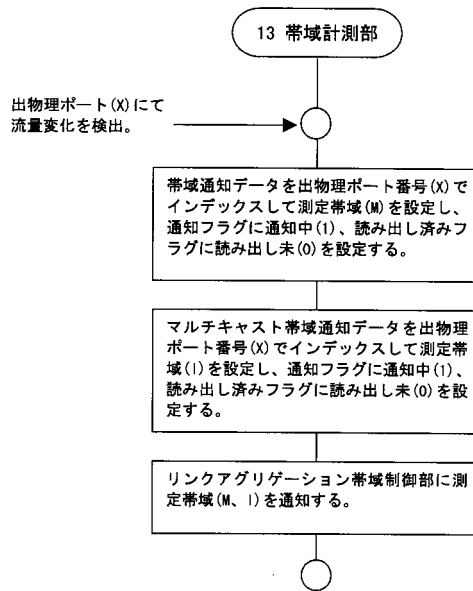 13 帯域計測部
出物理ポート(X)にて
流量変化を検出。
帯域通知データを出物理ポート番号(X)で
インデックスして測定帯域(M)を設定し、
通知フラグに通知中(1)、読み出し済みフ
ラグに読み出し未(0)を設定する。
マルチキャスト帯域通知データを出物理
ポート番号(X)でインデックスして測定帯
域(I)を設定し、通知フラグに通知中(1)、
読み出し済みフラグに読み出し未(0)を設
定する。
リンクアグリゲーション帯域制御部に測
定帯域(M、I)を通知する。